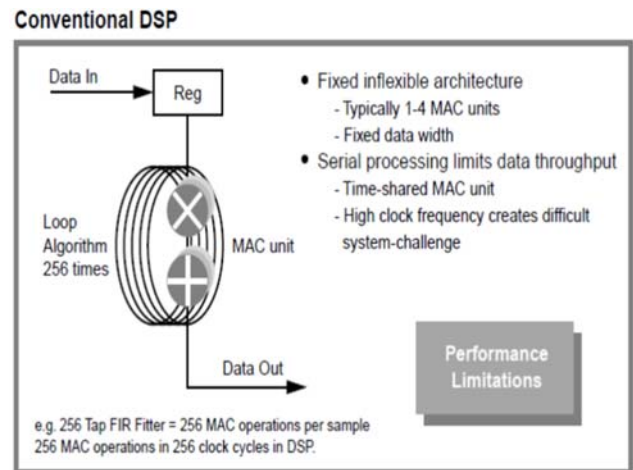 Conventional DSP
Data In
Reg
Loop
Algorithm
256 times
MAC unit
Data Out
• Fixed inflexible architecture
- Typically 1-4 MAC units
- Fixed data width
• Serial processing limits data throughput
- Time-shared MAC unit
- High clock frequency creates difficult
system-challenge
Performance
Limitations
e.g. 256 Tap FIR Fitter = 256 MAC operations per sample
256 MAC operations in 256 clock cycles in DSP.